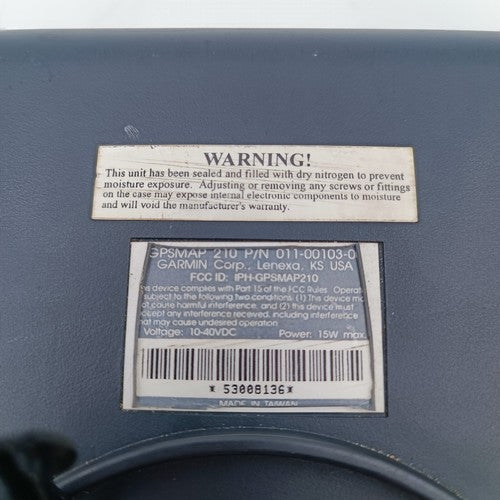 WARNING!
This unit has been sealed and filled with dry nitrogen to prevent
moisture exposure. Adjusting or removing any screws or fittings
on the case may expose internal electronic components to moisture
and will void the manufacturer's warranty.
GPSMAP 210 P/N 011-00103-0
GARMIN Corp., Lenexa, KS USA
FCC ID: IPH-GPSMAP210
his device complies with Part 15 of the FCC Rules. Operati
subject to the following two conditions: (1) This device m
ot cause harmful interference, and (2) this device must
ccept any interference received, including interference
hat may cause undesired operation
Voltage: 10-40VDC Power: 15W max.
* 53008136*
MADE IN TAIWAN